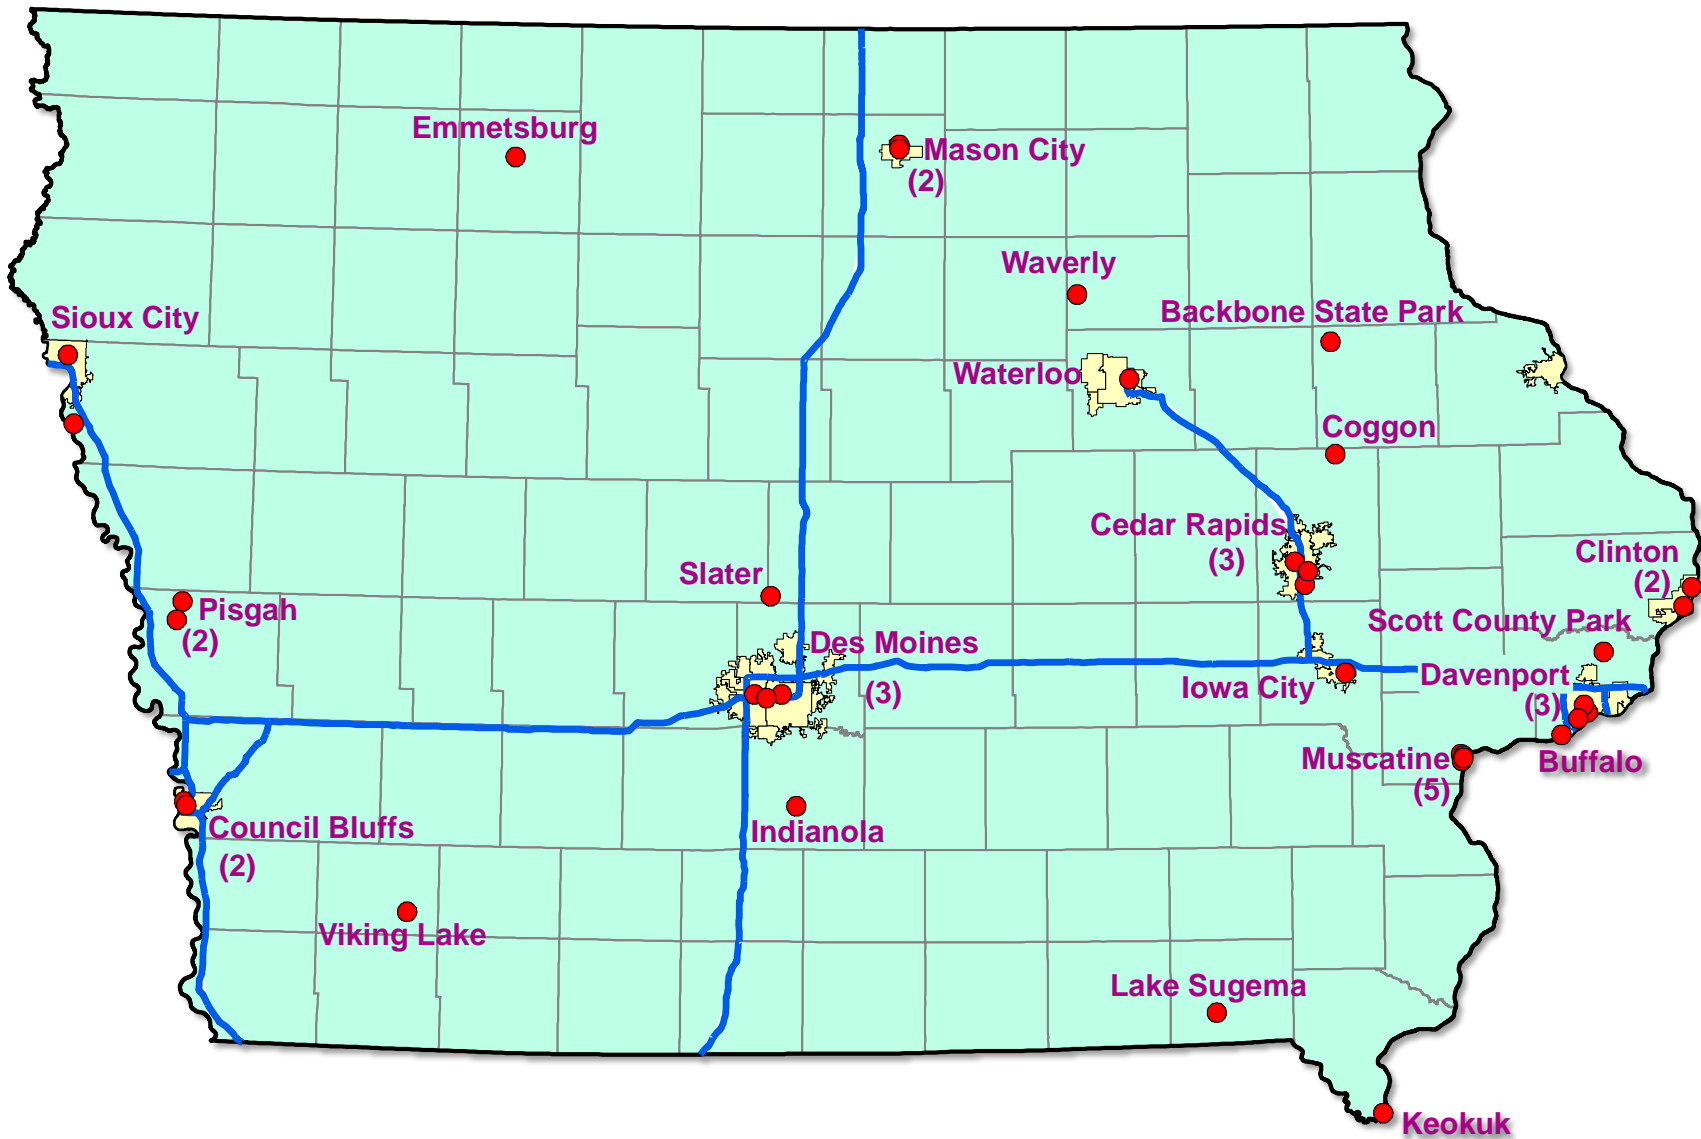 Emmetsburg
Mason City
(2)
Waverly
Sioux City
Backbone State Park
Waterloo
Coggon
Cedar Rapids
(3)
Clinton
(2)
Slater
Pisgah
(2)
Scott County Park
Des Moines
(3)
Iowa City
Davenport
(3)
Muscatine
(5)
Buffalo
Council Bluffs
(2)
Indianola
Viking Lake
Lake Sugema
Keokuk